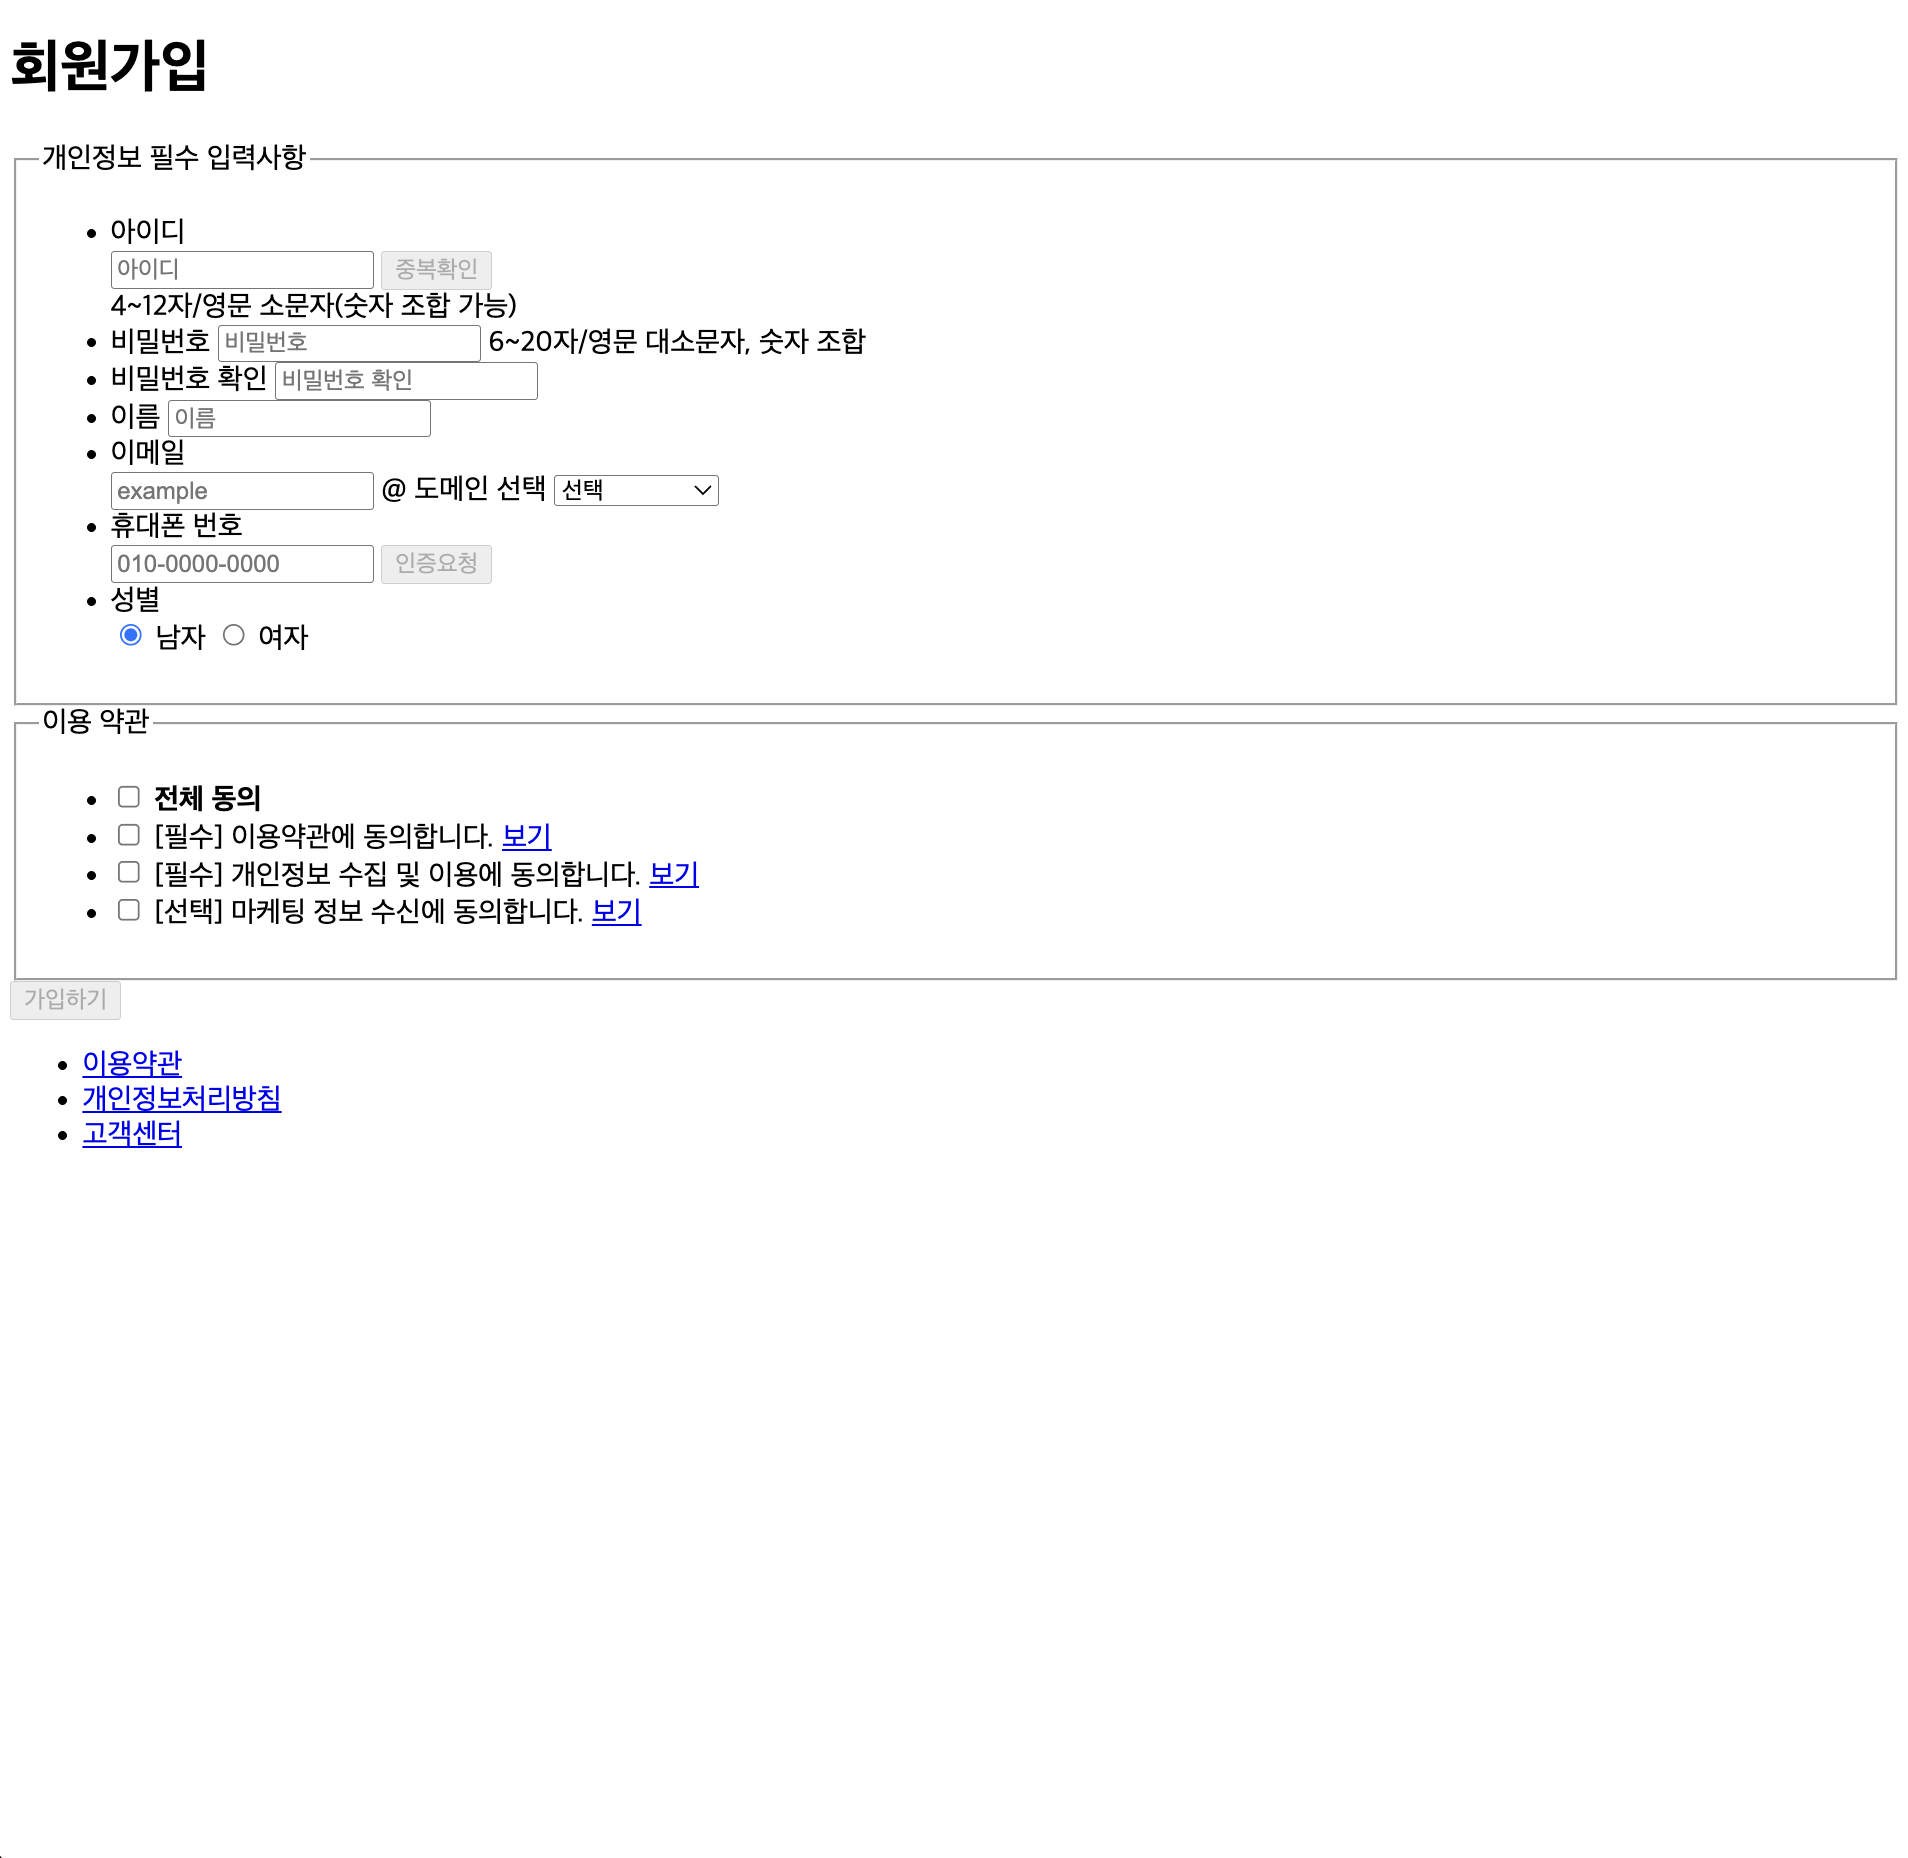 회원가입
개인정보 필수 입력사항
아이디
아이디 중복확인
4~12자/영문 소문자(숫자 조합 가능)
비밀번호 비밀번호 6~20자/영문 대소문자, 숫자 조합
비밀번호 확인 비밀번호 확인
이름 이름
이메일
example @ 도메인 선택 선택
휴대폰 번호
010-0000-0000 인증요청
성별
남자 여자
이용 약관
전체 동의
[필수] 이용약관에 동의합니다. 보기
[필수] 개인정보 수집 및 이용에 동의합니다. 보기
[선택] 마케팅 정보 수신에 동의합니다. 보기
가입하기
이용약관
개인정보처리방침
고객센터